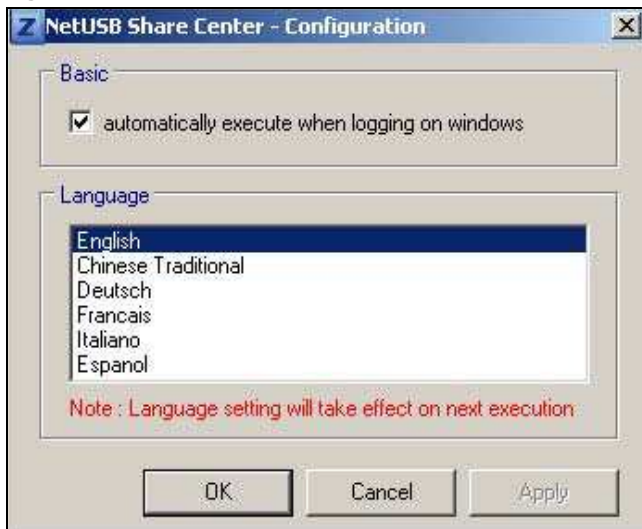 NetUSB Share Center - Configuration
Basic
automatically execute when logging on windows
Language
English
Chinese Traditional
Deutsch
Francais
Italiano
Espanol
Note : Language setting will take effect on next execution
OK Cancel Apply